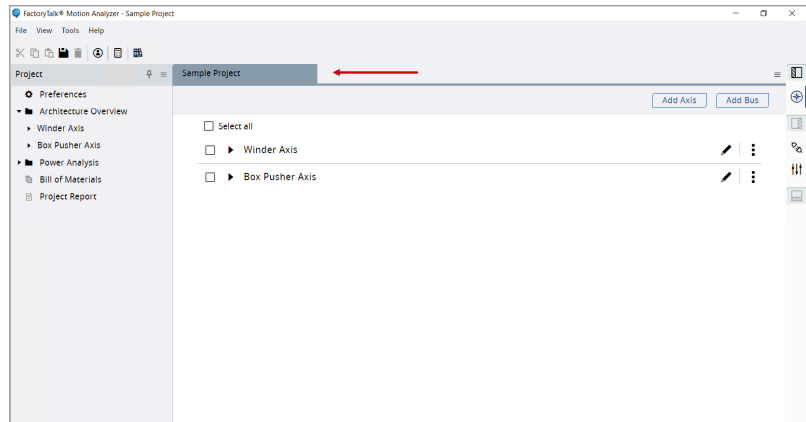 FactoryTalk® Motion Analyzer - Sample Project
File View Tools Help
Project
Sample Project
Preferences
Architecture Overview
Winder Axis
Box Pusher Axis
Power Analysis
Bill of Materials
Project Report
Add Axis Add Bus
Select all
Winder Axis
Box Pusher Axis